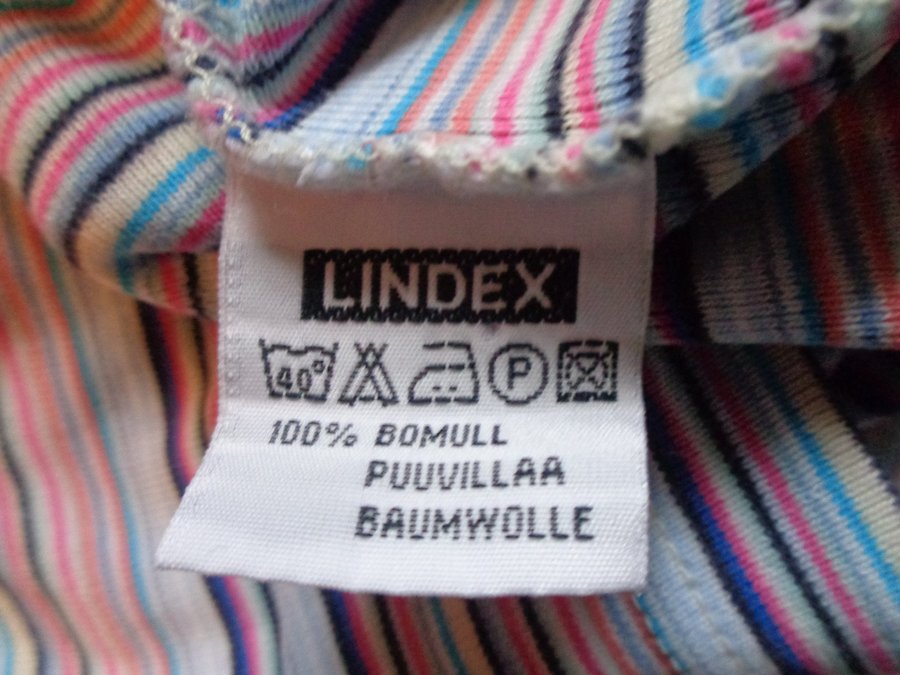 LINDEX
40° P
100% BOMULL
PUUVILLAA
BAUMWOLLE